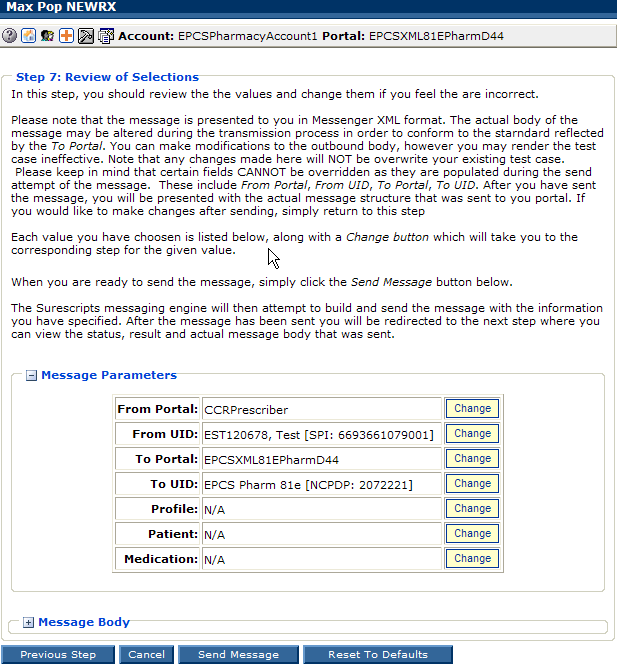 Max Pop NEWRX
Account: EPCSPharmacyAccount1 Portal: EPCSXML81EPharmD44
Step 7: Review of Selections
In this step, you should review the the values and change them if you feel the are incorrect.
Please note that the message is presented to you in Messenger XML format. The actual body of the
message may be altered during the transmission process in order to conform to the starndard reflected
by the To Portal. You can make modifications to the outbound body, however you may render the test
case ineffective. Note that any changes made here will NOT be overwrite your existing test case.
Please keep in mind that certain fields CANNOT be overridden as they are populated during the send
attempt of the message. These include From Portal, From UID, To Portal, To UID. After you have sent
the message, you will be presented with the actual message structure that was sent to you portal. If
you would like to make changes after sending, simply return to this step
Each value you have choosen is listed below, along with a Change button which will take you to the
corresponding step for the given value.
When you are ready to send the message, simply click the Send Message button below.
The Surescripts messaging engine will then attempt to build and send the message with the information
you have specified. After the message has been sent you will be redirected to the next step where you
can view the status, result and actual message body that was sent.
Message Parameters
From Portal: CCRPrescriber Change
From UID: EST120678, Test [SPI: 6693661079001] Change
To Portal: EPCSXML81EPharmD44 Change
To UID: EPCS Pharm 81e [NCPDP: 2072221] Change
Profile: N/A Change
Patient: N/A Change
Medication: N/A Change
Message Body
Previous Step Cancel Send Message Reset To Defaults